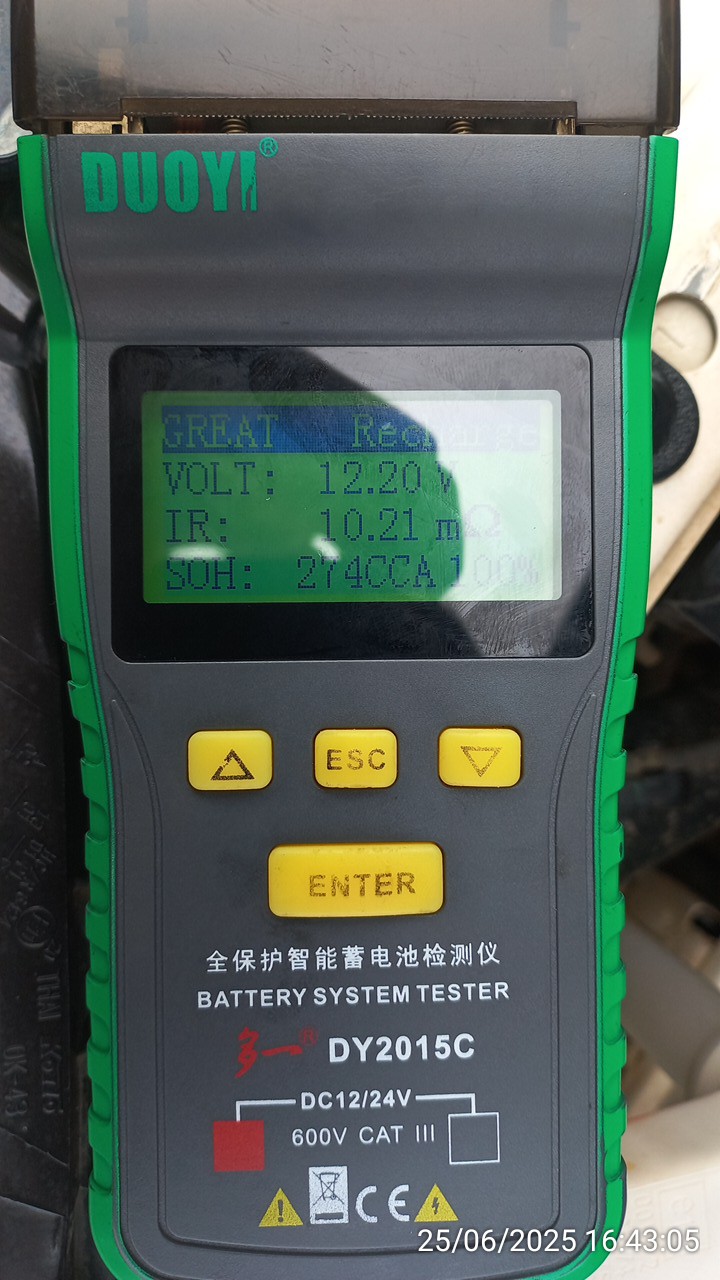 DUOYI®
GREAT Recharge
VOLT: 12.20 V
IR: 10.21 mΩ
SOH: 274CCA 100%
ESC
ENTER
全保护智能蓄电池检测仪
BATTERY SYSTEM TESTER
多一® DY2015C
DC12/24V
600V CAT III
CE
25/06/2025 16:43:05